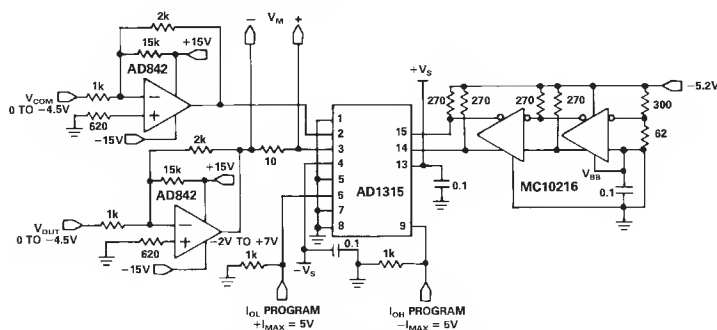 2k
− V_M +
15k
+15V
AD842
1k
V_COM
0 TO −4.5V
−
+
620
−15V
2k
15k
+15V
AD842
10
1k
V_DUT
0 TO −4.5V
−
+
620
−15V
−2V TO +7V
1k
1
2
3
4
5
6
7
8
AD1315
15
14
13
9
+V_S
0.1
0.1
−V_S
1k
I_OL PROGRAM
+I_MAX = 5V
I_OH PROGRAM
−I_MAX = 5V
270
270
270
270
−5.2V
300
62
V_BB
MC10216
0.1